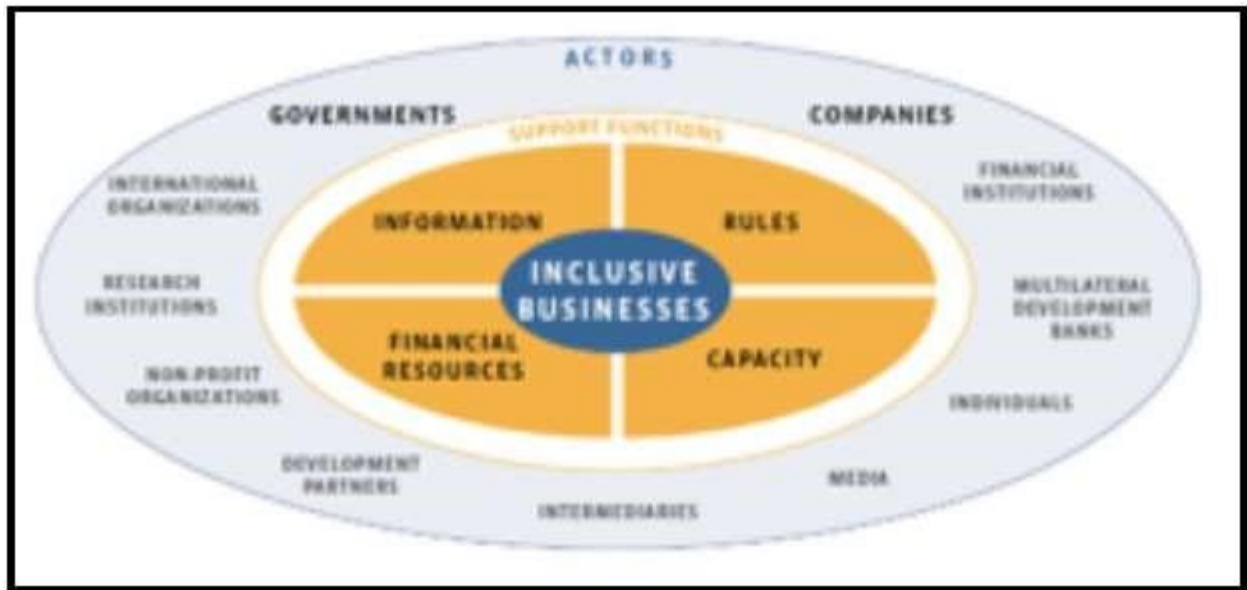 ACTORS
GOVERNMENTS
COMPANIES
SUPPORT FUNCTIONS
INTERNATIONAL
ORGANIZATIONS
FINANCIAL
INSTITUTIONS
INFORMATION
RULES
INCLUSIVE
BUSINESSES
RESEARCH
INSTITUTIONS
MULTILATERAL
DEVELOPMENT
BANKS
FINANCIAL
RESOURCES
CAPACITY
NON-PROFIT
ORGANIZATIONS
INDIVIDUALS
DEVELOPMENT
PARTNERS
MEDIA
INTERMEDIARIES